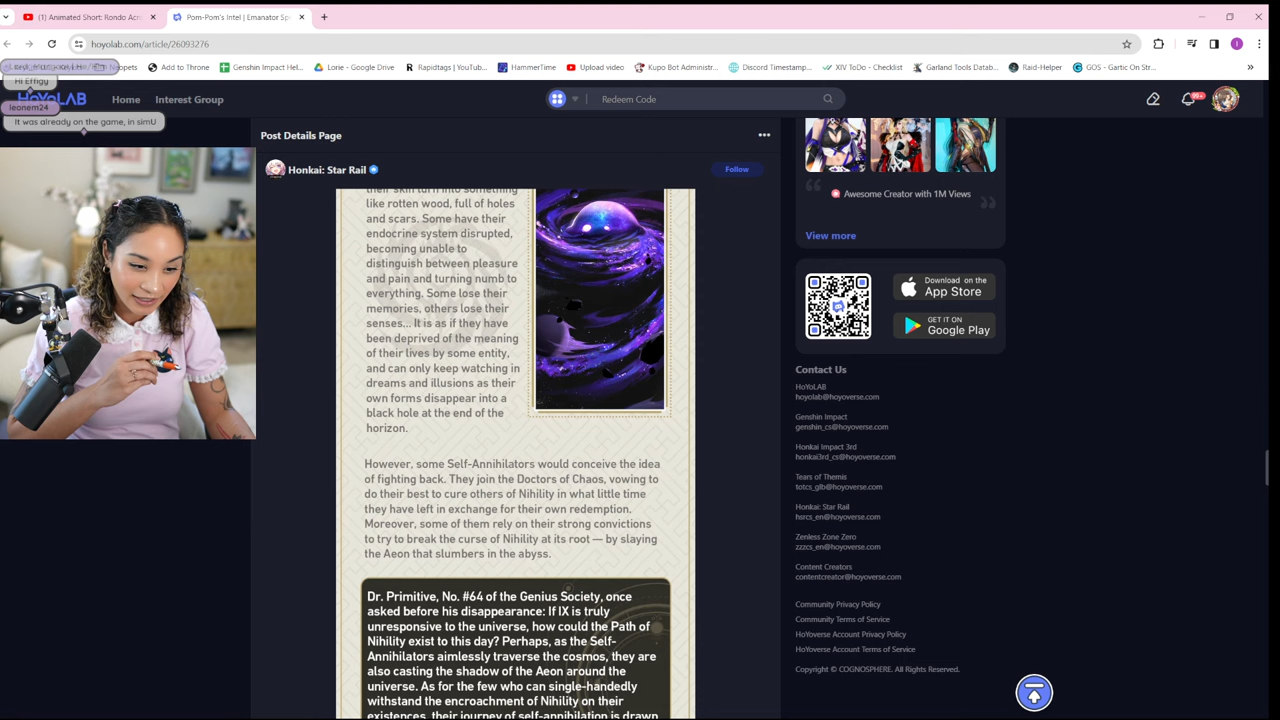 (1) Animated Short: Rondo Acr
Pom-Pom's Intel | Emanator Sp
hoyolab.com/article/26093276
Neopets
Add to Throne
Genshin Impact Hel...
Lorie - Google Drive
Rapidtags | YouTub...
HammerTime
Upload video
Kupo Bot Administr...
Discord Timestamp...
XIV ToDo - Checklist
Garland Tools Datab...
Raid-Helper
GOS - Gartic On Str...
Hi Effigy
leonem24
It was already on the game, in simU
HoYoLAB
Home
Interest Group
Redeem Code
99+
Post Details Page
Honkai: Star Rail
Follow
their skin turn into something
like rotten wood, full of holes
and scars. Some have their
endocrine system disrupted,
becoming unable to
distinguish between pleasure
and pain and turning numb to
everything. Some lose their
memories, others lose their
senses... It is as if they have
been deprived of the meaning
of their lives by some entity,
and can only keep watching in
dreams and illusions as their
own forms disappear into a
black hole at the end of the
horizon.
However, some Self-Annihilators would conceive the idea
of fighting back. They join the Doctors of Chaos, vowing to
do their best to cure others of Nihility in what little time
they have left in exchange for their own redemption.
Moreover, some of them rely on their strong convictions
to try to break the curse of Nihility at its root — by slaying
the Aeon that slumbers in the abyss.
Dr. Primitive, No. #64 of the Genius Society, once
asked before his disappearance: If IX is truly
unresponsive to the universe, how could the Path of
Nihility exist to this day? Perhaps, as the Self-
Annihilators aimlessly traverse the cosmos, they are
also casting the shadow of the Aeon around the
universe. As for the few who can single-handedly
withstand the encroachment of Nihility on their
existences, their journey of self-annihilation is drawn
Awesome Creator with 1M Views
View more
Download on the
App Store
GET IT ON
Google Play
Contact Us
HoYoLAB
hoyolab@hoyoverse.com
Genshin Impact
genshin_cs@hoyoverse.com
Honkai Impact 3rd
honkai3rd_cs@hoyoverse.com
Tears of Themis
totcs_glb@hoyoverse.com
Honkai: Star Rail
hsrcs_en@hoyoverse.com
Zenless Zone Zero
zzzcs_en@hoyoverse.com
Content Creators
contentcreator@hoyoverse.com
Community Privacy Policy
Community Terms of Service
HoYoverse Account Privacy Policy
HoYoverse Account Terms of Service
Copyright © COGNOSPHERE. All Rights Reserved.